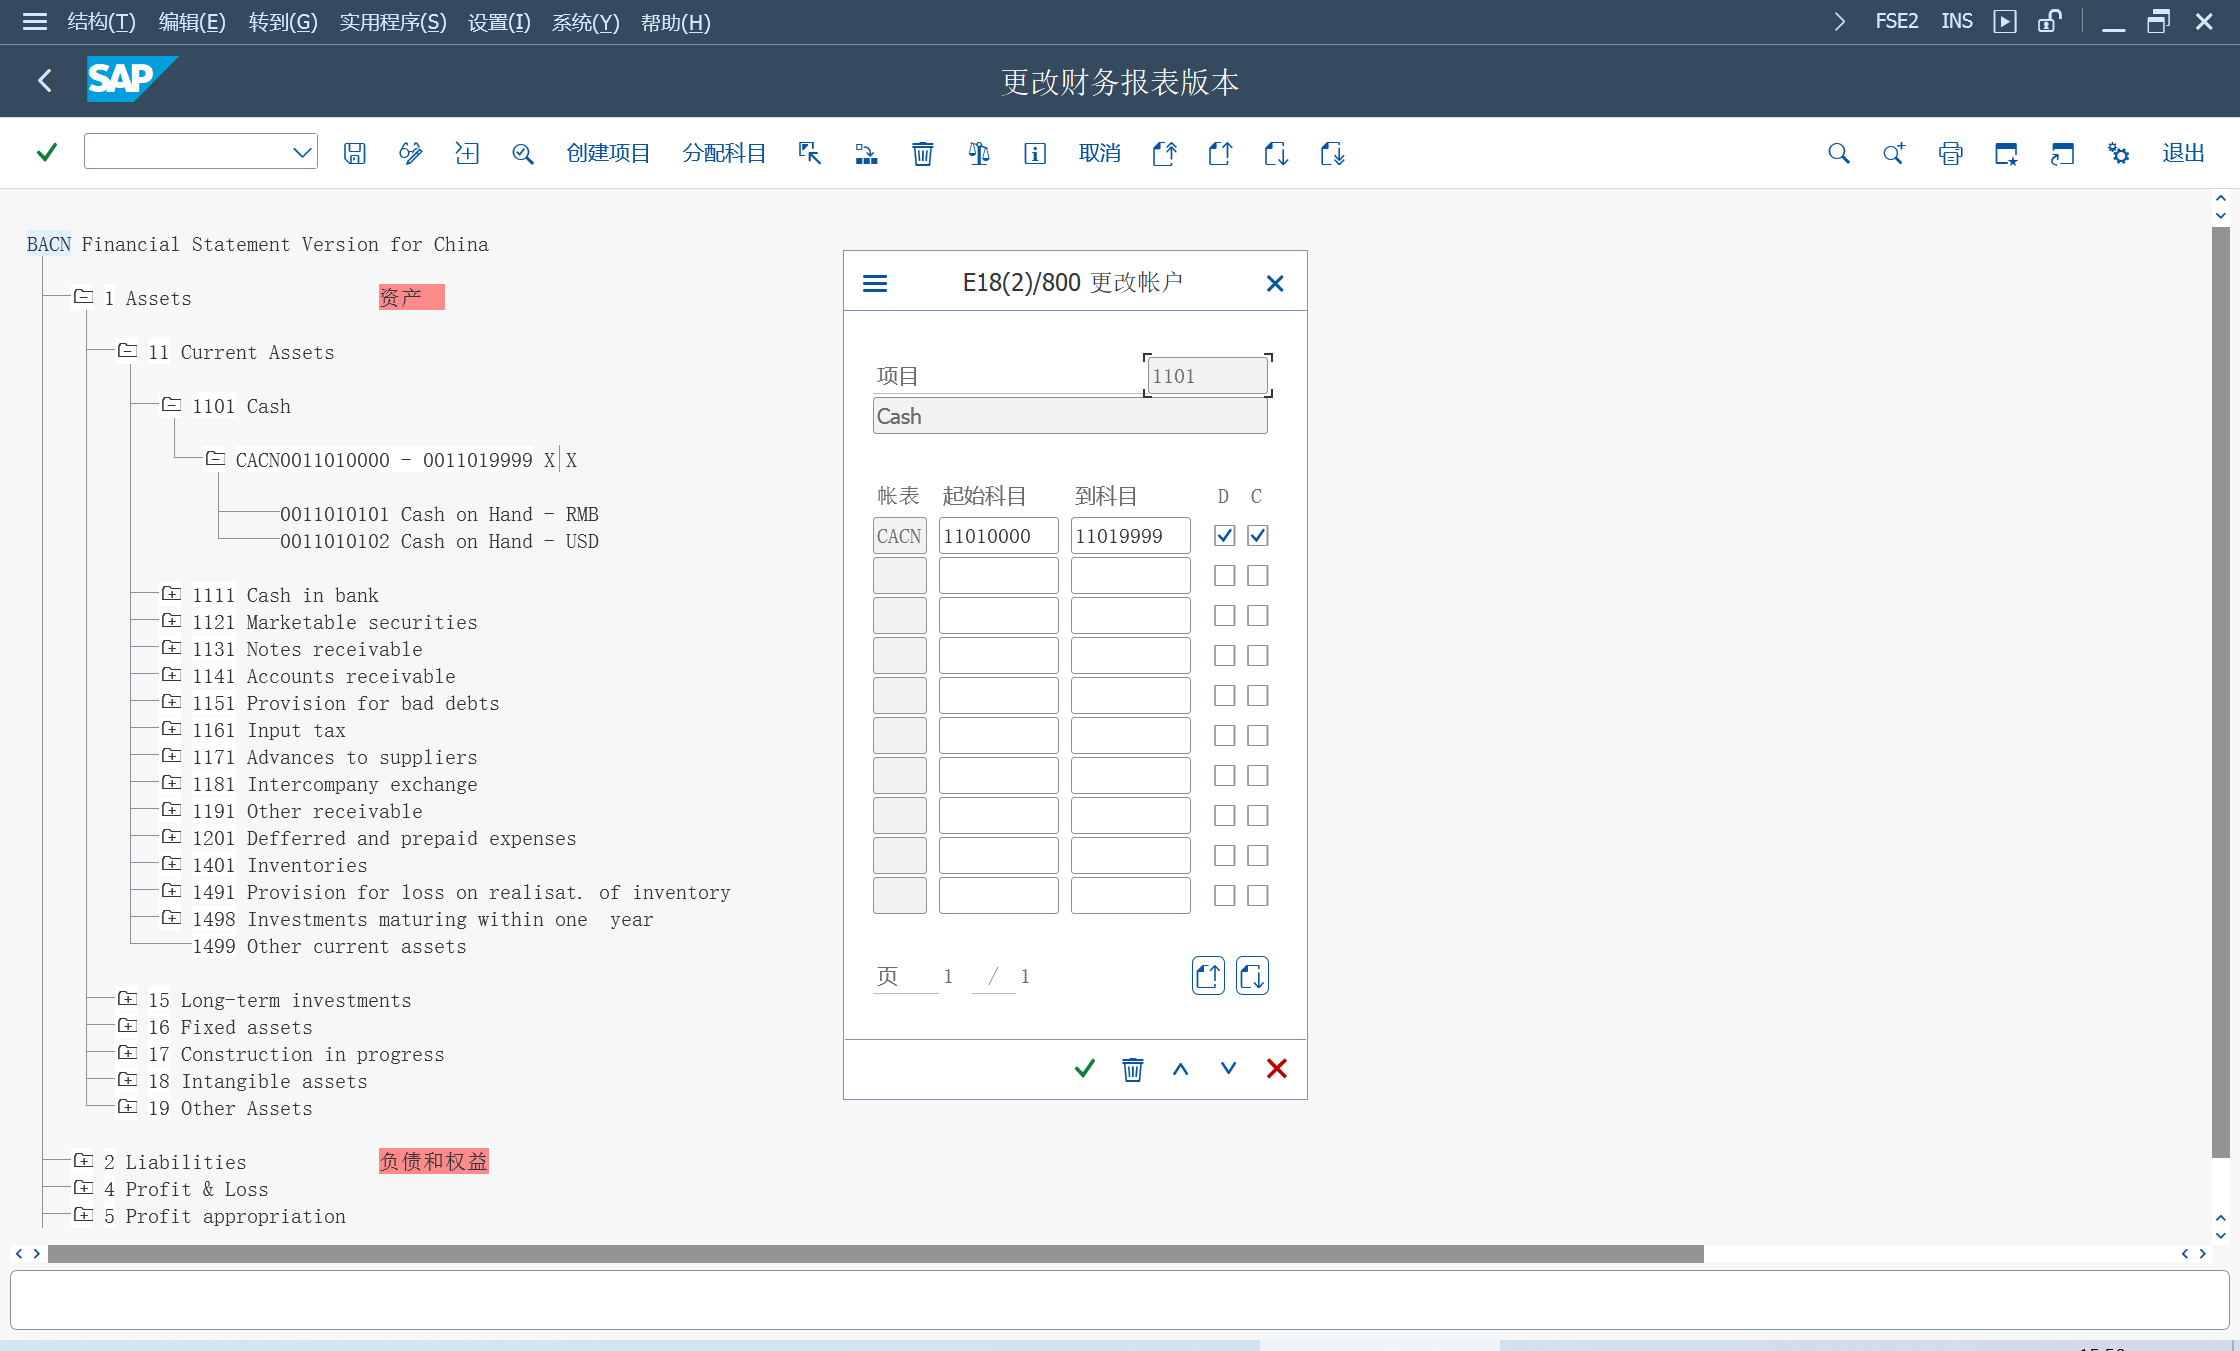 结构(T) 编辑(E) 转到(G) 实用程序(S) 设置(I) 系统(Y) 帮助(H) FSE2 INS
SAP 更改财务报表版本
创建项目 分配科目 取消 退出
BACN Financial Statement Version for China
1 Assets 资产
11 Current Assets
1101 Cash
CACN0011010000 - 0011019999 X X
0011010101 Cash on Hand - RMB
0011010102 Cash on Hand - USD
1111 Cash in bank
1121 Marketable securities
1131 Notes receivable
1141 Accounts receivable
1151 Provision for bad debts
1161 Input tax
1171 Advances to suppliers
1181 Intercompany exchange
1191 Other receivable
1201 Defferred and prepaid expenses
1401 Inventories
1491 Provision for loss on realisat. of inventory
1498 Investments maturing within one  year
1499 Other current assets
15 Long-term investments
16 Fixed assets
17 Construction in progress
18 Intangible assets
19 Other Assets
2 Liabilities 负债和权益
4 Profit & Loss
5 Profit appropriation
E18(2)/800 更改帐户
项目 1101
Cash
帐表 起始科目 到科目 D C
CACN 11010000 11019999
页 1 / 1